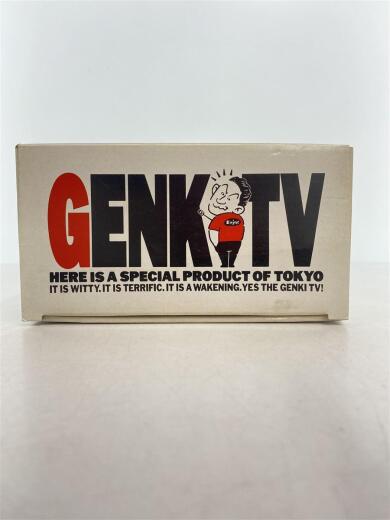 GENKI TV
Enjoy
HERE IS A SPECIAL PRODUCT OF TOKYO
IT IS WITTY. IT IS TERRIFIC. IT IS A WAKENING. YES THE GENKI TV!